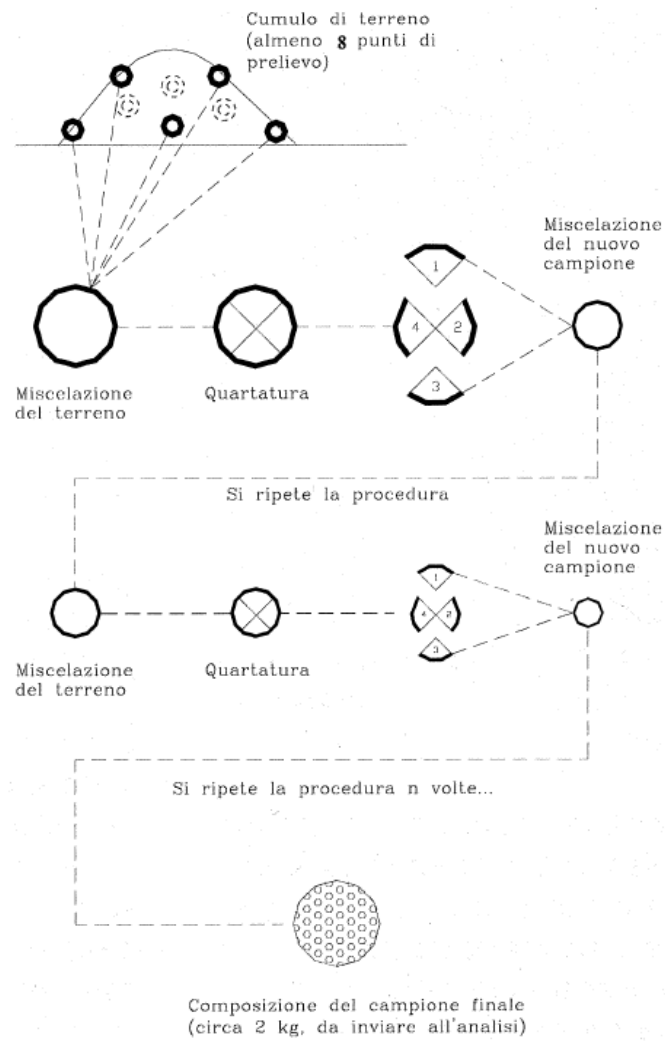 Cumulo di terreno
(almeno 8 punti di
prelievo)
Miscelazione
del nuovo
campione
1
4
2
3
Miscelazione
del terreno
Quartatura
Si ripete la procedura
Miscelazione
del nuovo
campione
1
4
2
3
Miscelazione
del terreno
Quartatura
Si ripete la procedura n volte...
Composizione del campione finale
(circa 2 kg, da inviare all'analisi)